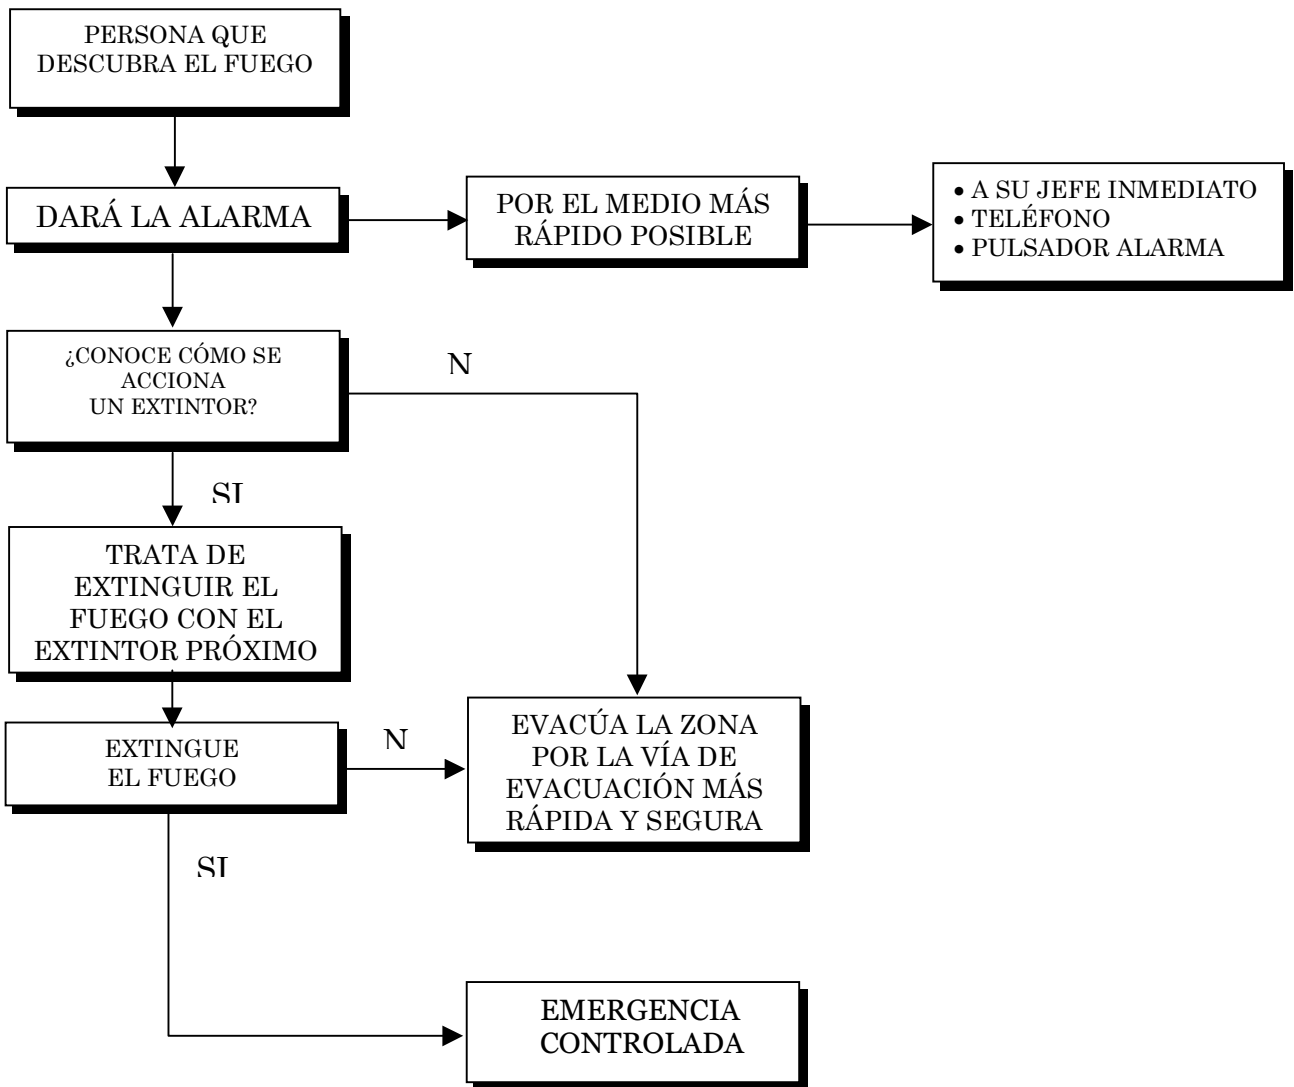 PERSONA QUE
DESCUBRA EL FUEGO
DARÁ LA ALARMA
POR EL MEDIO MÁS
RÁPIDO POSIBLE
• A SU JEFE INMEDIATO
• TELÉFONO
• PULSADOR ALARMA
¿CONOCE CÓMO SE
ACCIONA
UN EXTINTOR?
N
SI
TRATA DE
EXTINGUIR EL
FUEGO CON EL
EXTINTOR PRÓXIMO
EXTINGUE
EL FUEGO
N
EVACÚA LA ZONA
POR LA VÍA DE
EVACUACIÓN MÁS
RÁPIDA Y SEGURA
SI
EMERGENCIA
CONTROLADA